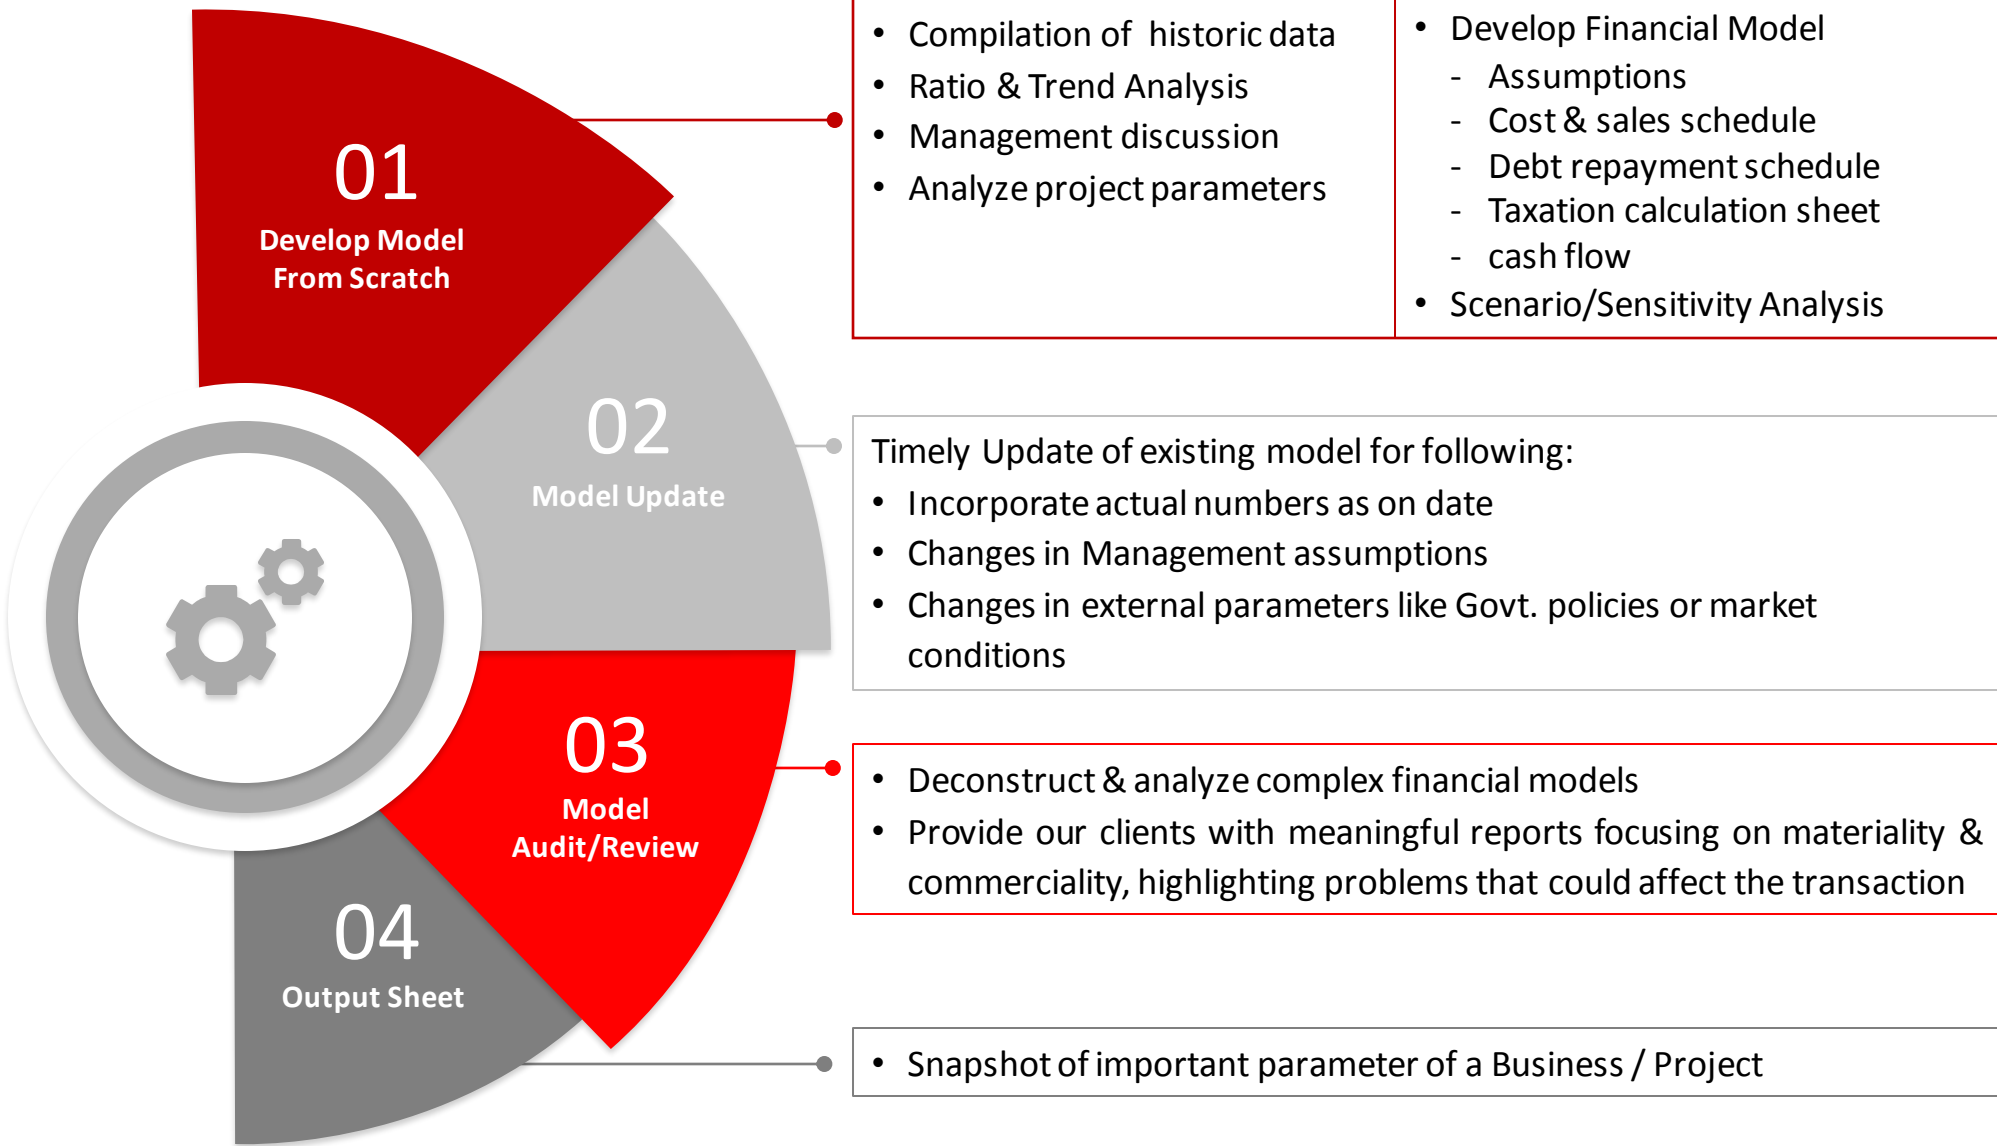 01
Develop Model
From Scratch
• Compilation of historic data
• Ratio & Trend Analysis
• Management discussion
• Analyze project parameters
• Develop Financial Model
- Assumptions
- Cost & sales schedule
- Debt repayment schedule
- Taxation calculation sheet
- cash flow
• Scenario/Sensitivity Analysis
02
Model Update
Timely Update of existing model for following:
• Incorporate actual numbers as on date
• Changes in Management assumptions
• Changes in external parameters like Govt. policies or market
conditions
03
Model
Audit/Review
• Deconstruct & analyze complex financial models
• Provide our clients with meaningful reports focusing on materiality &
commerciality, highlighting problems that could affect the transaction
04
Output Sheet
• Snapshot of important parameter of a Business / Project